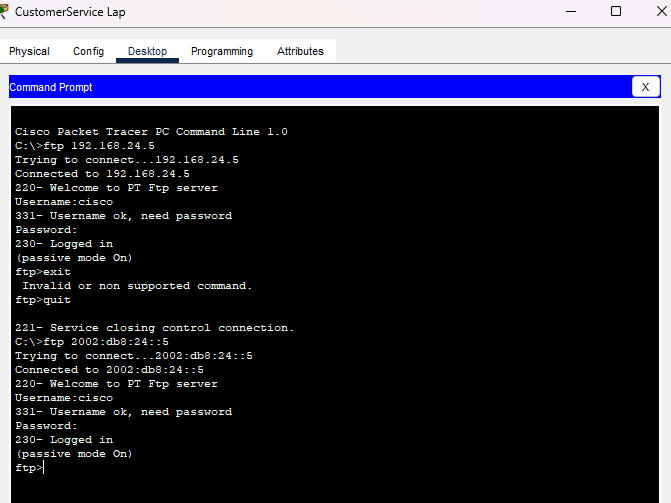 CustomerService Lap
Physical Config Desktop Programming Attributes
Command Prompt X
Cisco Packet Tracer PC Command Line 1.0
C:\>ftp 192.168.24.5
Trying to connect...192.168.24.5
Connected to 192.168.24.5
220- Welcome to PT Ftp server
Username:cisco
331- Username ok, need password
Password:
230- Logged in
(passive mode On)
ftp>exit
Invalid or non supported command.
ftp>quit
221- Service closing control connection.
C:\>ftp 2002:db8:24::5
Trying to connect...2002:db8:24::5
Connected to 2002:db8:24::5
220- Welcome to PT Ftp server
Username:cisco
331- Username ok, need password
Password:
230- Logged in
(passive mode On)
ftp>